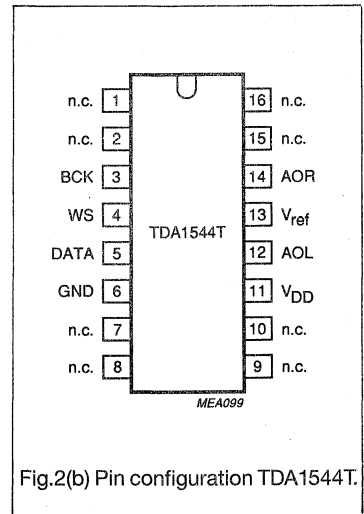 n.c. 1 16 n.c.
n.c. 2 15 n.c.
BCK 3 14 AOR
WS 4 13 Vref
TDA1544T
DATA 5 12 AOL
GND 6 11 VDD
n.c. 7 10 n.c.
n.c. 8 9 n.c.
MEA099
Fig.2(b) Pin configuration TDA1544T.